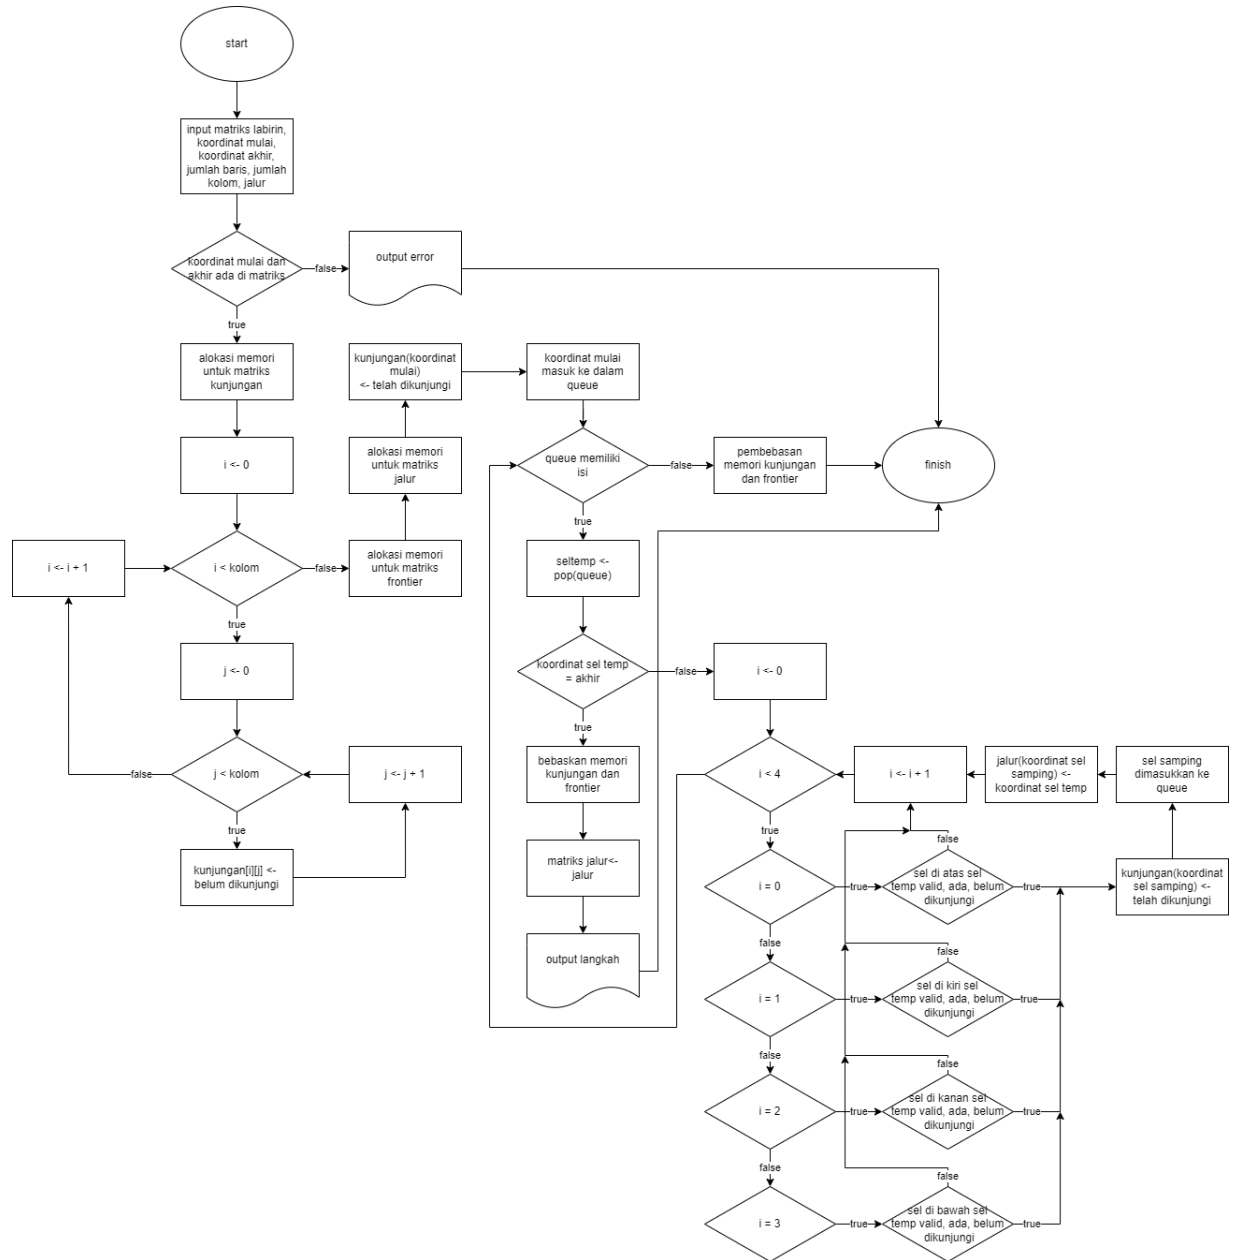 start
input matriks labirin,
koordinat mulai,
koordinat akhir,
jumlah baris, jumlah
kolom, jalur
koordinat mulai dan
akhir ada di matriks
false
output error
true
alokasi memori
untuk matriks
kunjungan
i <- 0
i < kolom
false
i <- i + 1
true
j <- 0
j < kolom
false
j <- j + 1
true
kunjungan[i][j] <-
belum dikunjungi
alokasi memori
untuk matriks
frontier
alokasi memori
untuk matriks
jalur
kunjungan(koordinat
mulai)
<- telah dikunjungi
koordinat mulai
masuk ke dalam
queue
queue memiliki
isi
false
pembebasan
memori kunjungan
dan frontier
finish
true
seltemp <-
pop(queue)
koordinat sel temp
= akhir
false
true
bebaskan memori
kunjungan dan
frontier
matriks jalur<-
jalur
output langkah
i <- 0
i < 4
true
i <- i + 1
jalur(koordinat sel
samping) <-
koordinat sel temp
sel samping
dimasukkan ke
queue
kunjungan(koordinat
sel samping) <-
telah dikunjungi
i = 0
true
false
sel di atas sel
temp valid, ada, belum
dikunjungi
true
false
i = 1
true
false
sel di kiri sel
temp valid, ada, belum
dikunjungi
true
false
i = 2
true
false
sel di kanan sel
temp valid, ada, belum
dikunjungi
true
false
i = 3
true
false
sel di bawah sel
temp valid, ada, belum
dikunjungi
true